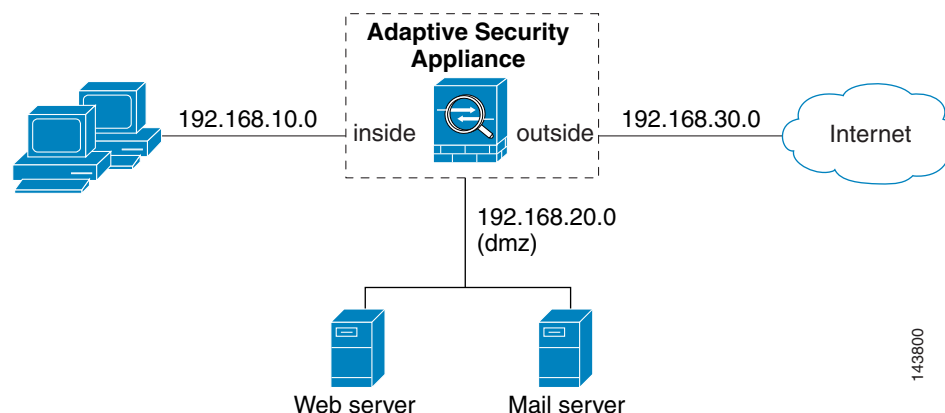 Adaptive Security
Appliance
192.168.10.0
inside
outside
192.168.30.0
Internet
192.168.20.0
(dmz)
Web server
Mail server
143800